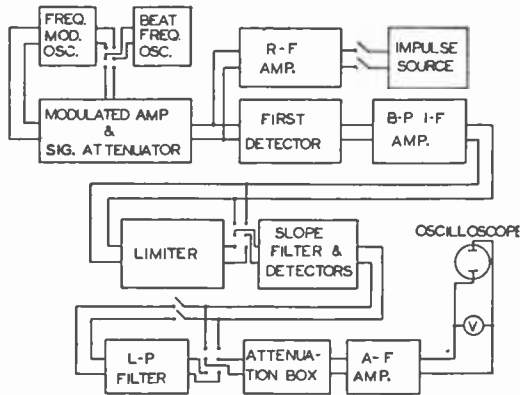 FREQ.
MOD.
OSC.
BEAT
FREQ.
OSC.
R-F
AMP.
IMPULSE
SOURCE
MODULATED AMP
&
SIG. ATTENUATOR
FIRST
DETECTOR
B-P I-F
AMP.
LIMITER
SLOPE
FILTER &
DETECTORS
OSCILLOSCOPE
V
L-P
FILTER
ATTENUA-
TION BOX
A-F
AMP.